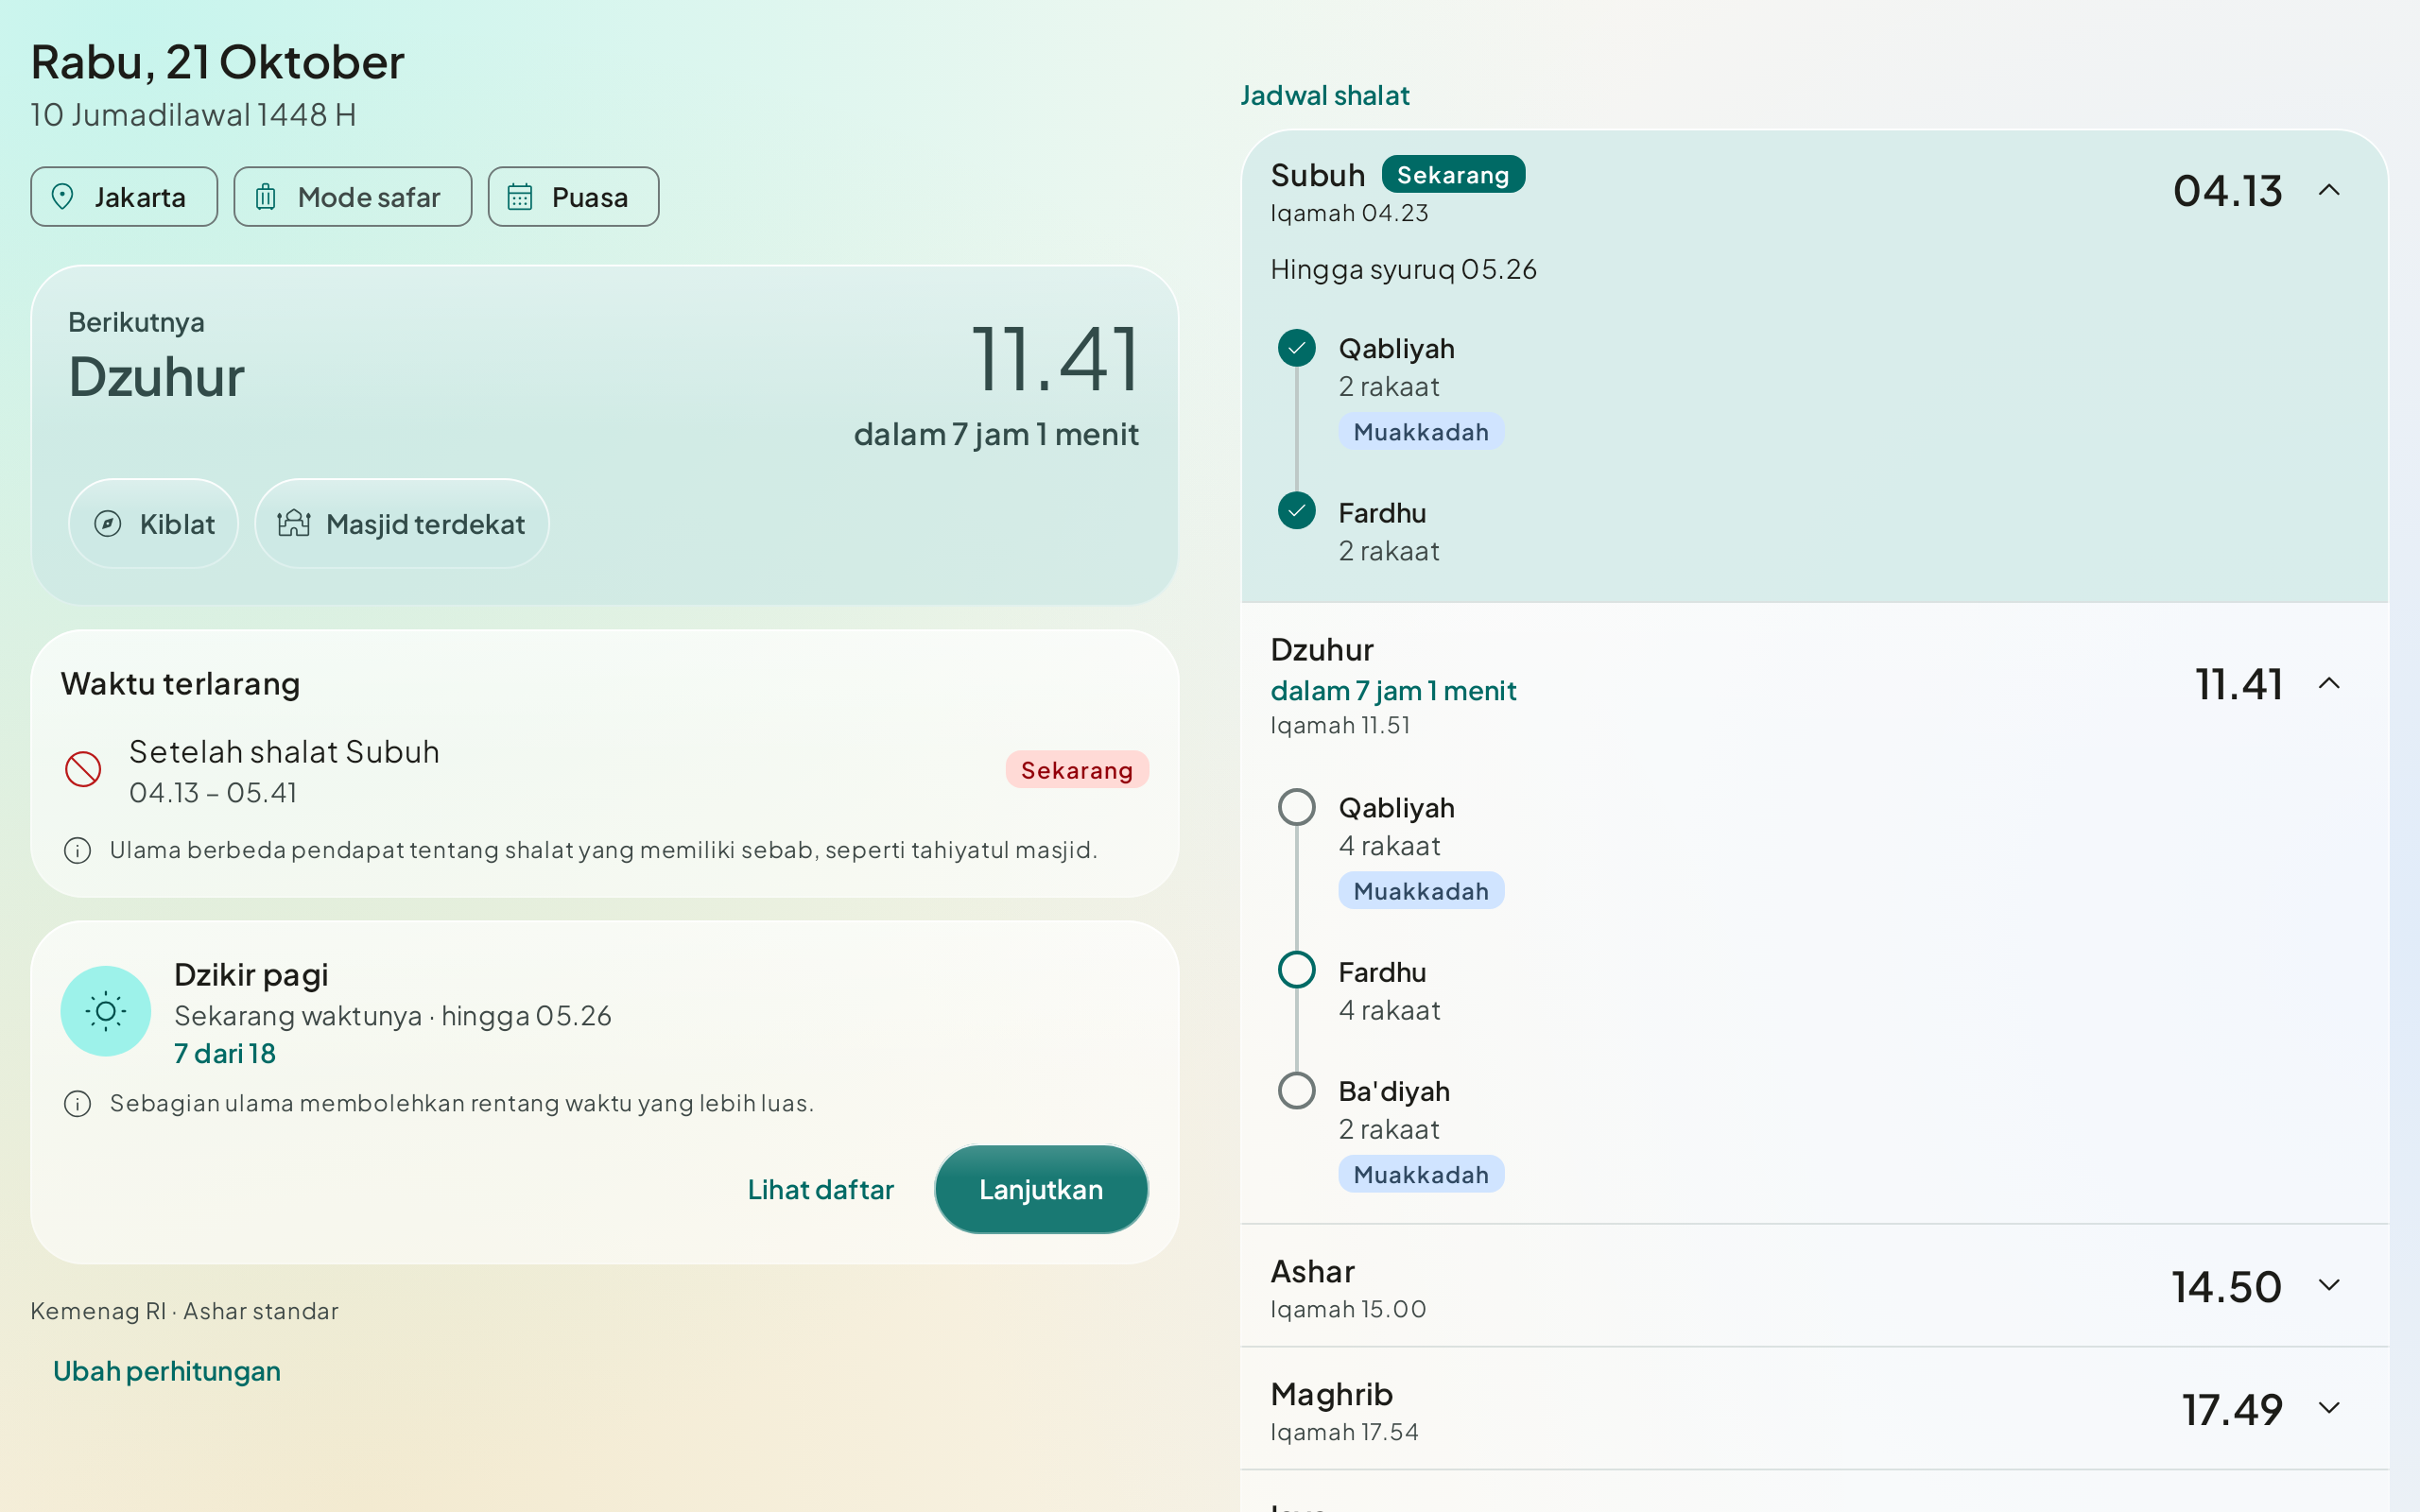 Rabu, 21 Oktober
10 Jumadilawal 1448 H
Jakarta
Mode safar
Puasa
Berikutnya
Dzuhur
11.41
dalam 7 jam 1 menit
Kiblat
Masjid terdekat
Waktu terlarang
Setelah shalat Subuh
04.13 – 05.41
Sekarang
Ulama berbeda pendapat tentang shalat yang memiliki sebab, seperti tahiyatul masjid.
Dzikir pagi
Sekarang waktunya · hingga 05.26
7 dari 18
Sebagian ulama membolehkan rentang waktu yang lebih luas.
Lihat daftar
Lanjutkan
Kemenag RI · Ashar standar
Ubah perhitungan
Jadwal shalat
Subuh
Sekarang
Iqamah 04.23
04.13
Hingga syuruq 05.26
Qabliyah
2 rakaat
Muakkadah
Fardhu
2 rakaat
Dzuhur
dalam 7 jam 1 menit
Iqamah 11.51
11.41
Qabliyah
4 rakaat
Muakkadah
Fardhu
4 rakaat
Ba'diyah
2 rakaat
Muakkadah
Ashar
Iqamah 15.00
14.50
Maghrib
Iqamah 17.54
17.49